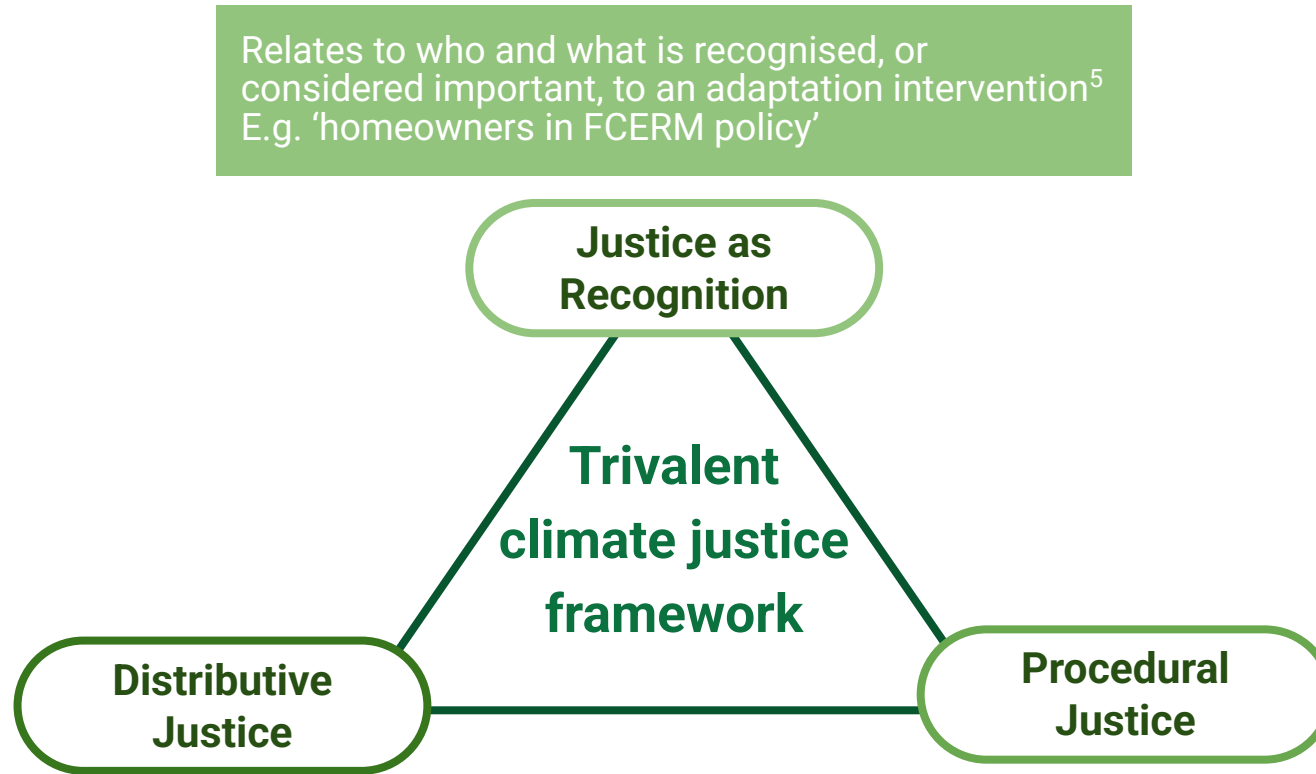 Relates to who and what is recognised, or
considered important, to an adaptation intervention⁵
E.g. ‘homeowners in FCERM policy’
Justice as
Recognition
Trivalent
climate justice
framework
Distributive
Justice
Procedural
Justice